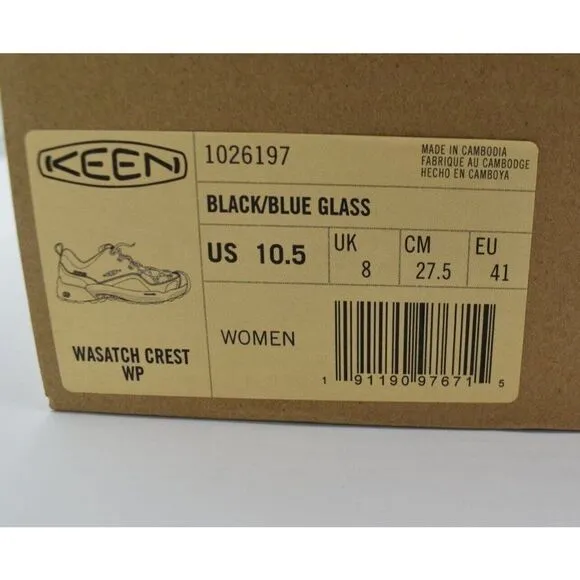 KEEN
1026197
MADE IN CAMBODIA
FABRIQUE AU CAMBODGE
HECHO EN CAMBOYA
BLACK/BLUE GLASS
US 10.5
UK
8
CM
27.5
EU
41
WASATCH CREST
WP
WOMEN
1 91190 97671 5